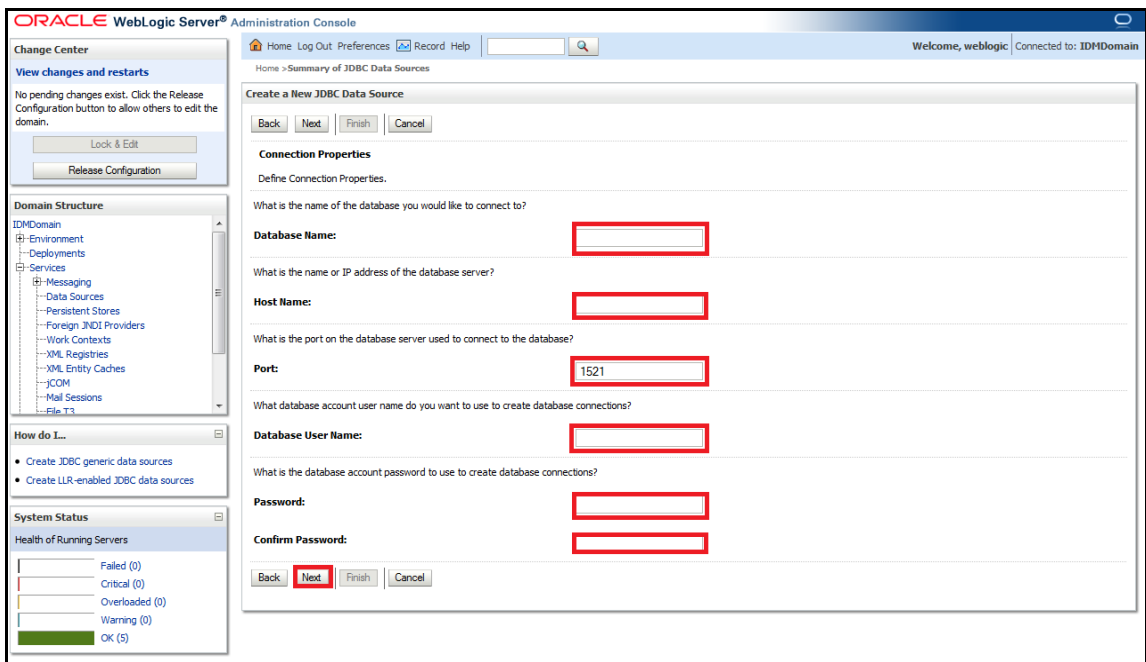 ORACLE WebLogic Server® Administration Console
Change Center
View changes and restarts
No pending changes exist. Click the Release
Configuration button to allow others to edit the
domain.
Lock & Edit
Release Configuration
Domain Structure
IDMDomain
Environment
Deployments
Services
Messaging
Data Sources
Persistent Stores
Foreign JNDI Providers
Work Contexts
XML Registries
XML Entity Caches
jCOM
Mail Sessions
File T3
How do I...
Create JDBC generic data sources
Create LLR-enabled JDBC data sources
System Status
Health of Running Servers
Failed (0)
Critical (0)
Overloaded (0)
Warning (0)
OK (5)
Home Log Out Preferences Record Help
Welcome, weblogic Connected to: IDMDomain
Home >Summary of JDBC Data Sources
Create a New JDBC Data Source
Back Next Finish Cancel
Connection Properties
Define Connection Properties.
What is the name of the database you would like to connect to?
Database Name:
What is the name or IP address of the database server?
Host Name:
What is the port on the database server used to connect to the database?
Port: 1521
What database account user name do you want to use to create database connections?
Database User Name:
What is the database account password to use to create database connections?
Password:
Confirm Password:
Back Next Finish Cancel